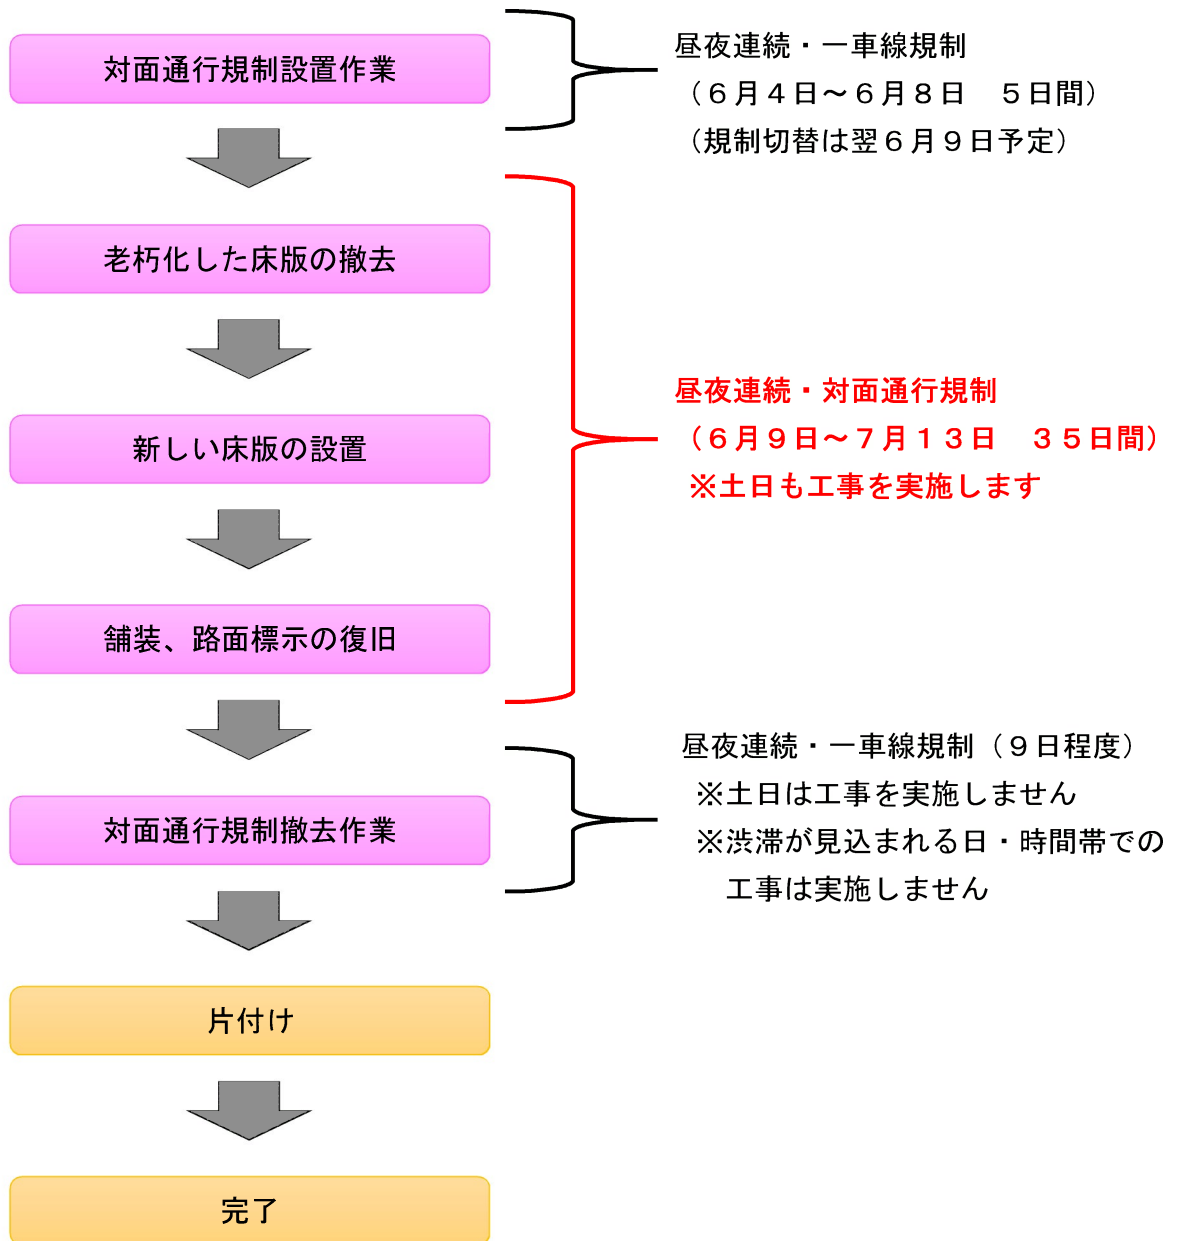 対面通行規制設置作業
昼夜連続・一車線規制
（６月４日～６月８日　５日間）
（規制切替は翌６月９日予定）
老朽化した床版の撤去
新しい床版の設置
舗装、路面標示の復旧
昼夜連続・対面通行規制
（６月９日～７月１３日　３５日間）
※土日も工事を実施します
対面通行規制撤去作業
昼夜連続・一車線規制（９日程度）
※土日は工事を実施しません
※渋滞が見込まれる日・時間帯での
工事は実施しません
片付け
完了